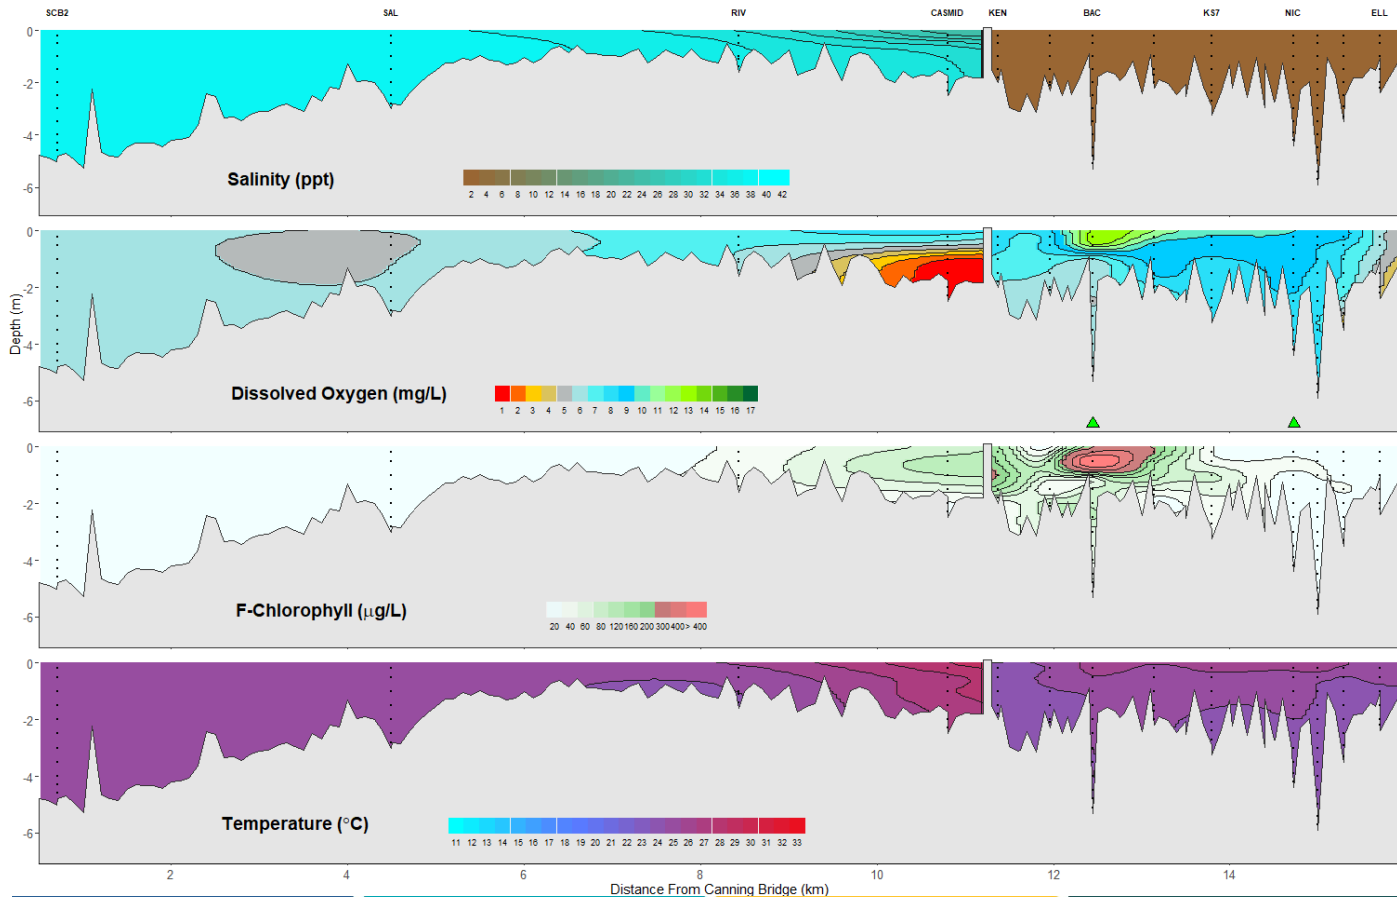 SCB2 SAL RIV CASMID KEN BAC KS7 NIC ELL
0
-2
-4
-6
Salinity (ppt)
2 4 6 8 10 12 14 16 18 20 22 24 26 28 30 32 34 36 38 40 42
0
-2
-4
-6
Depth (m)
Dissolved Oxygen (mg/L)
1 2 3 4 5 6 7 8 9 10 11 12 13 14 15 16 17
0
-2
-4
-6
F-Chlorophyll (μg/L)
20 40 60 80 120 160 200 300 400 > 400
0
-2
-4
-6
Temperature (°C)
11 12 13 14 15 16 17 18 19 20 21 22 23 24 25 26 27 28 29 30 31 32 33
2 4 6 8 10 12 14
Distance From Canning Bridge (km)